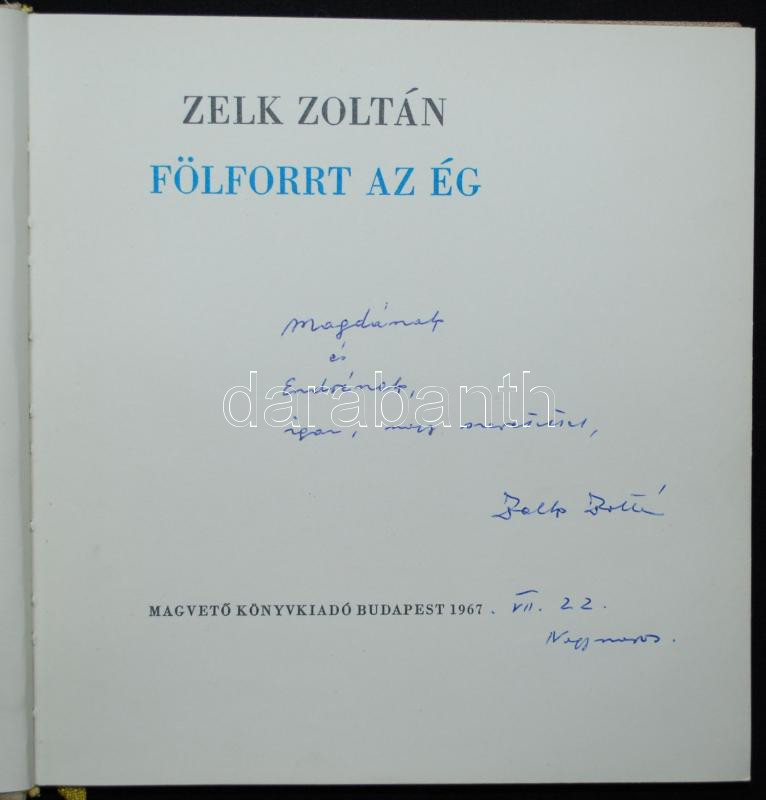 ZELK ZOLTÁN
FÖLFORRT AZ ÉG
Magdának
és
Endrének,
igaz, nagy szeretettel,
Zelk Zoltán
MAGVETŐ KÖNYVKIADÓ BUDAPEST 1967. VII. 22.
Nagymaros.
darabanth